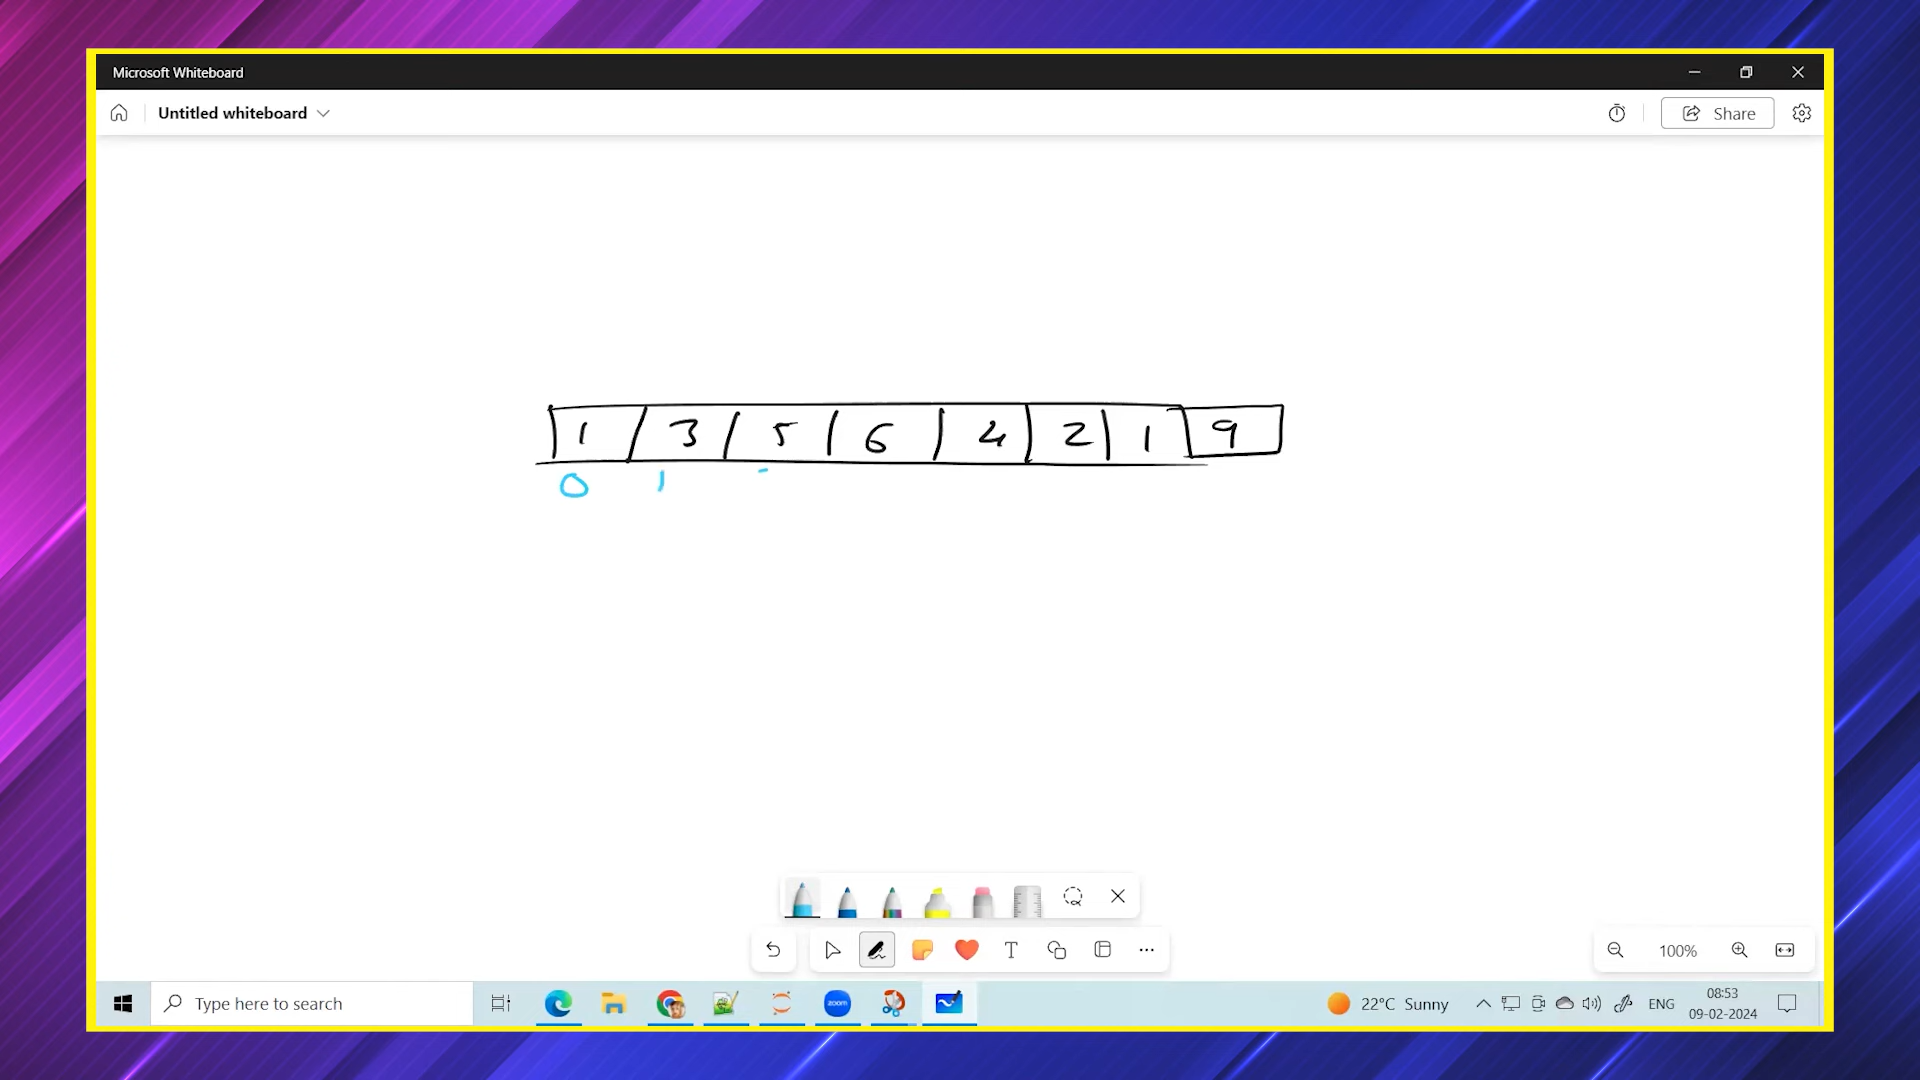 Microsoft Whiteboard
Untitled whiteboard
Share
1 3 5 6 4 2 1 9
0 1
100%
Type here to search
zoom
22°C Sunny
ENG
08:53
09-02-2024